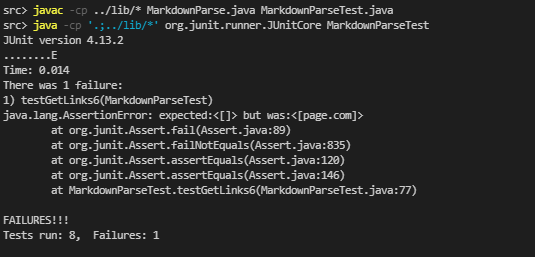 src> javac -cp ../lib/* MarkdownParse.java MarkdownParseTest.java
src> java -cp '.;../lib/*' org.junit.runner.JUnitCore MarkdownParseTest
JUnit version 4.13.2
........E
Time: 0.014
There was 1 failure:
1) testGetLinks6(MarkdownParseTest)
java.lang.AssertionError: expected:<[]> but was:<[page.com]>
        at org.junit.Assert.fail(Assert.java:89)
        at org.junit.Assert.failNotEquals(Assert.java:835)
        at org.junit.Assert.assertEquals(Assert.java:120)
        at org.junit.Assert.assertEquals(Assert.java:146)
        at MarkdownParseTest.testGetLinks6(MarkdownParseTest.java:77)

FAILURES!!!
Tests run: 8,  Failures: 1